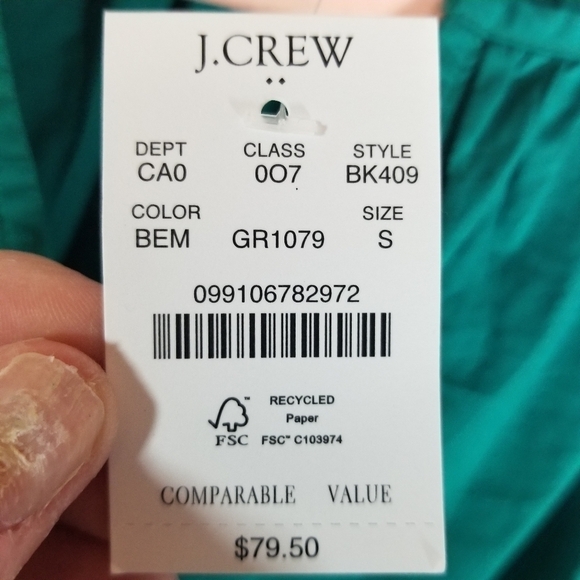 J.CREW
DEPT CLASS STYLE
CA0 0O7 BK409
COLOR SIZE
BEM GR1079 S
099106782972
RECYCLED
Paper
FSC FSC™ C103974
COMPARABLE VALUE
$79.50